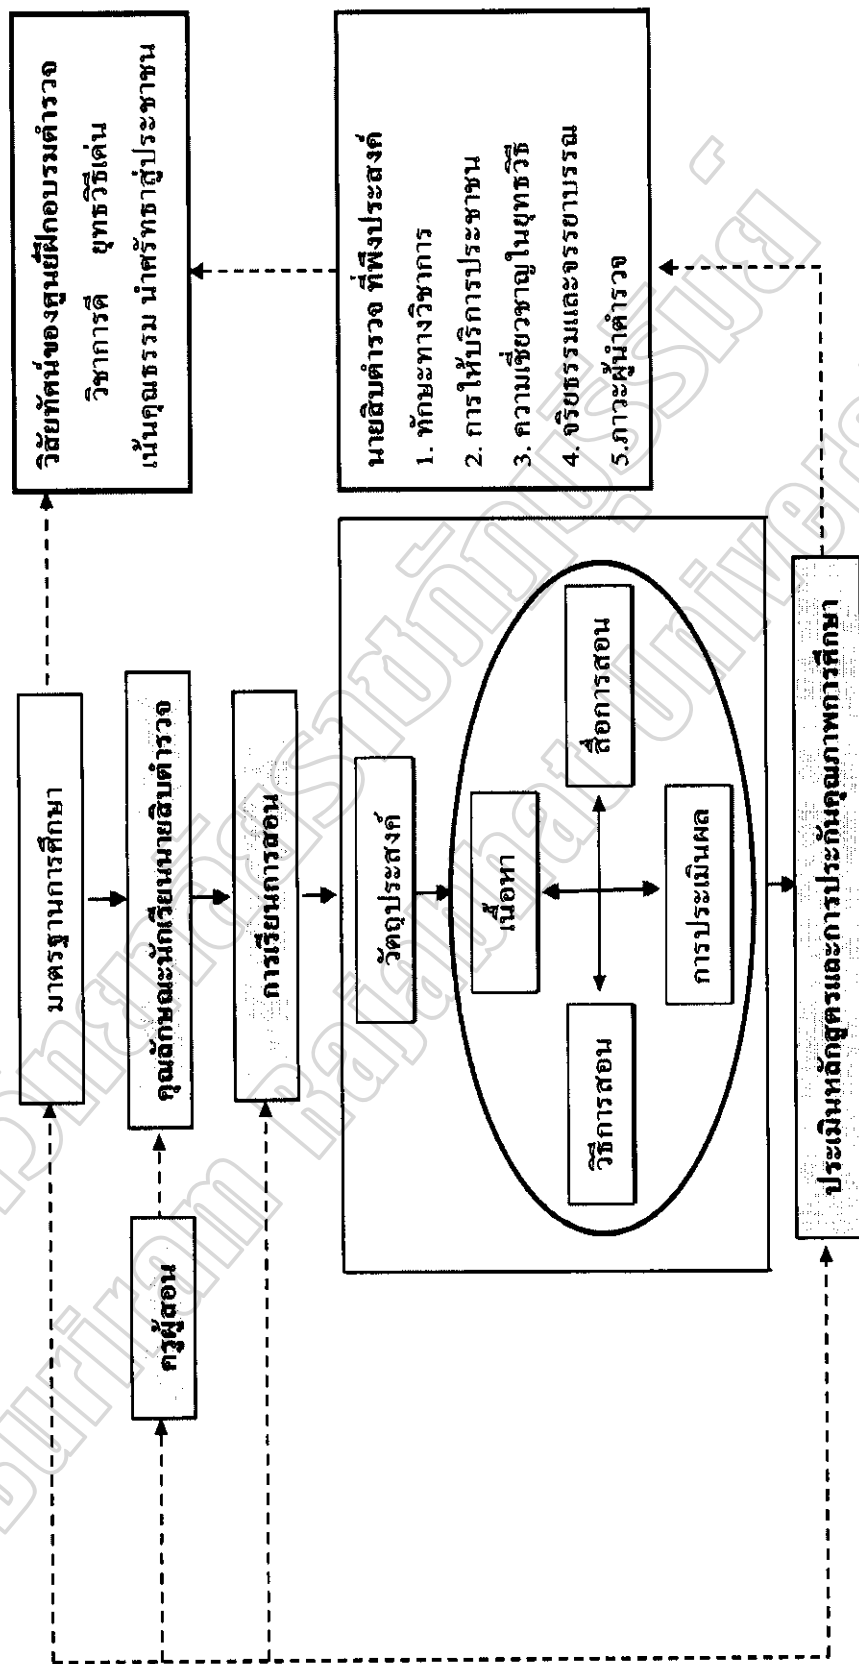 มาตรฐานการศึกษา
วิสัยทัศน์ของศูนย์ฝึกอบรมตำรวจ
วิชาการดี ยุทธวิธีเด่น
เน้นคุณธรรม นำศรัทธาสู่ประชาชน
ครูผู้สอน
คุณลักษณะนักเรียนนายสิบตำรวจ
การเรียนการสอน
วัตถุประสงค์
เนื้อหา
วิธีการสอน
สื่อการสอน
การประเมินผล
นายสิบตำรวจ ที่พึงประสงค์
1. ทักษะทางวิชาการ
2. การให้บริการประชาชน
3. ความเชี่ยวชาญในยุทธวิธี
4. จริยธรรมและจรรยาบรรณ
5.ภาวะผู้นำตำรวจ
ประเมินหลักสูตรและการประกันคุณภาพการศึกษา
Buriram Rajabhat Univers